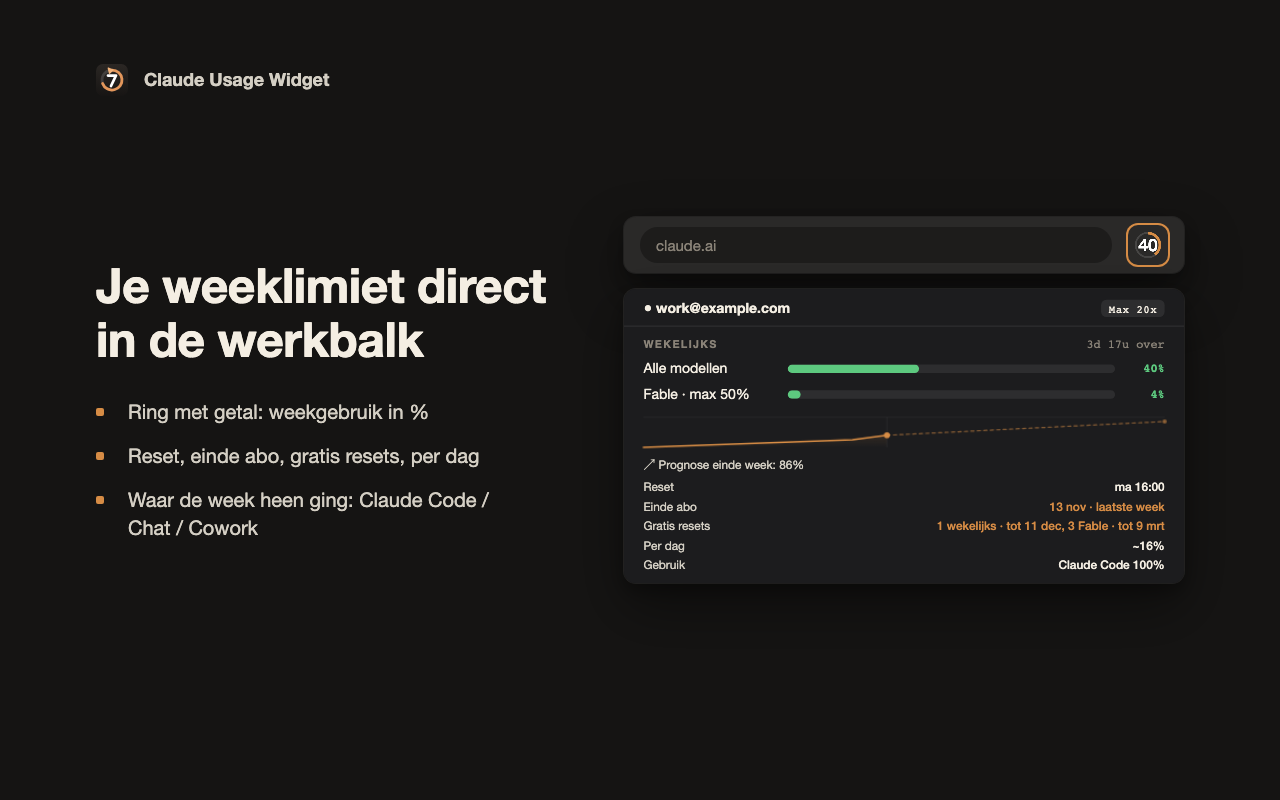 7
Claude Usage Widget
Je weeklimiet direct
in de werkbalk
Ring met getal: weekgebruik in %
Reset, einde abo, gratis resets, per dag
Waar de week heen ging: Claude Code /
Chat / Cowork
claude.ai
40
work@example.com
Max 20x
WEKELIJKS
3d 17u over
Alle modellen
40%
Fable · max 50%
4%
↗ Prognose einde week: 86%
Reset
ma 16:00
Einde abo
13 nov · laatste week
Gratis resets
1 wekelijks · tot 11 dec, 3 Fable · tot 9 mrt
Per dag
~16%
Gebruik
Claude Code 100%